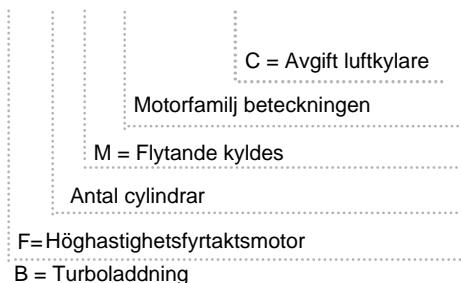 C = Avgift luftkylare
Motorfamilj beteckningen
M = Flytande kyldes
Antal cylindrar
F=Höghastighetsfyrtaktsmotor
B = Turboladdning